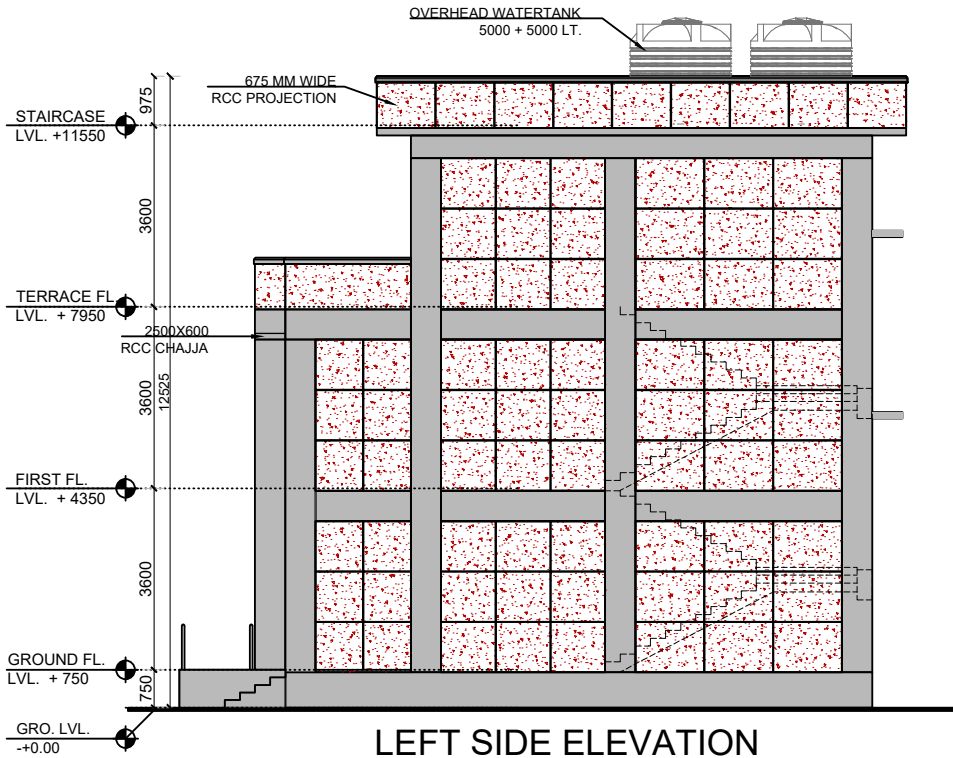 OVERHEAD WATERTANK
5000 + 5000 LT.
675 MM WIDE
RCC PROJECTION
975
STAIRCASE
LVL. +11550
3600
TERRACE FL.
LVL. + 7950
2500X600
RCC CHAJJA
3600
12525
FIRST FL.
LVL. + 4350
3600
GROUND FL.
LVL. + 750
750
GRO. LVL.
-+0.00
LEFT SIDE ELEVATION